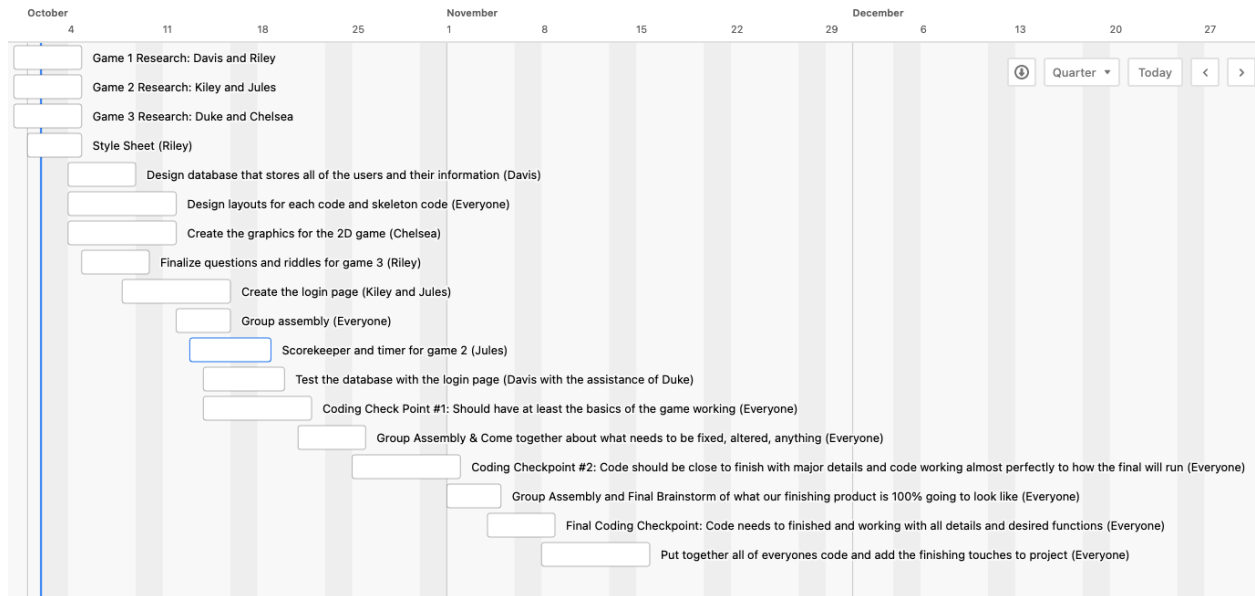 October November December
4 11 18 25 1 8 15 22 29 6 13 20 27
Game 1 Research: Davis and Riley
Quarter Today
Game 2 Research: Kiley and Jules
Game 3 Research: Duke and Chelsea
Style Sheet (Riley)
Design database that stores all of the users and their information (Davis)
Design layouts for each code and skeleton code (Everyone)
Create the graphics for the 2D game (Chelsea)
Finalize questions and riddles for game 3 (Riley)
Create the login page (Kiley and Jules)
Group assembly (Everyone)
Scorekeeper and timer for game 2 (Jules)
Test the database with the login page (Davis with the assistance of Duke)
Coding Check Point #1: Should have at least the basics of the game working (Everyone)
Group Assembly & Come together about what needs to be fixed, altered, anything (Everyone)
Coding Checkpoint #2: Code should be close to finish with major details and code working almost perfectly to how the final will run (Everyone)
Group Assembly and Final Brainstorm of what our finishing product is 100% going to look like (Everyone)
Final Coding Checkpoint: Code needs to finished and working with all details and desired functions (Everyone)
Put together all of everyones code and add the finishing touches to project (Everyone)